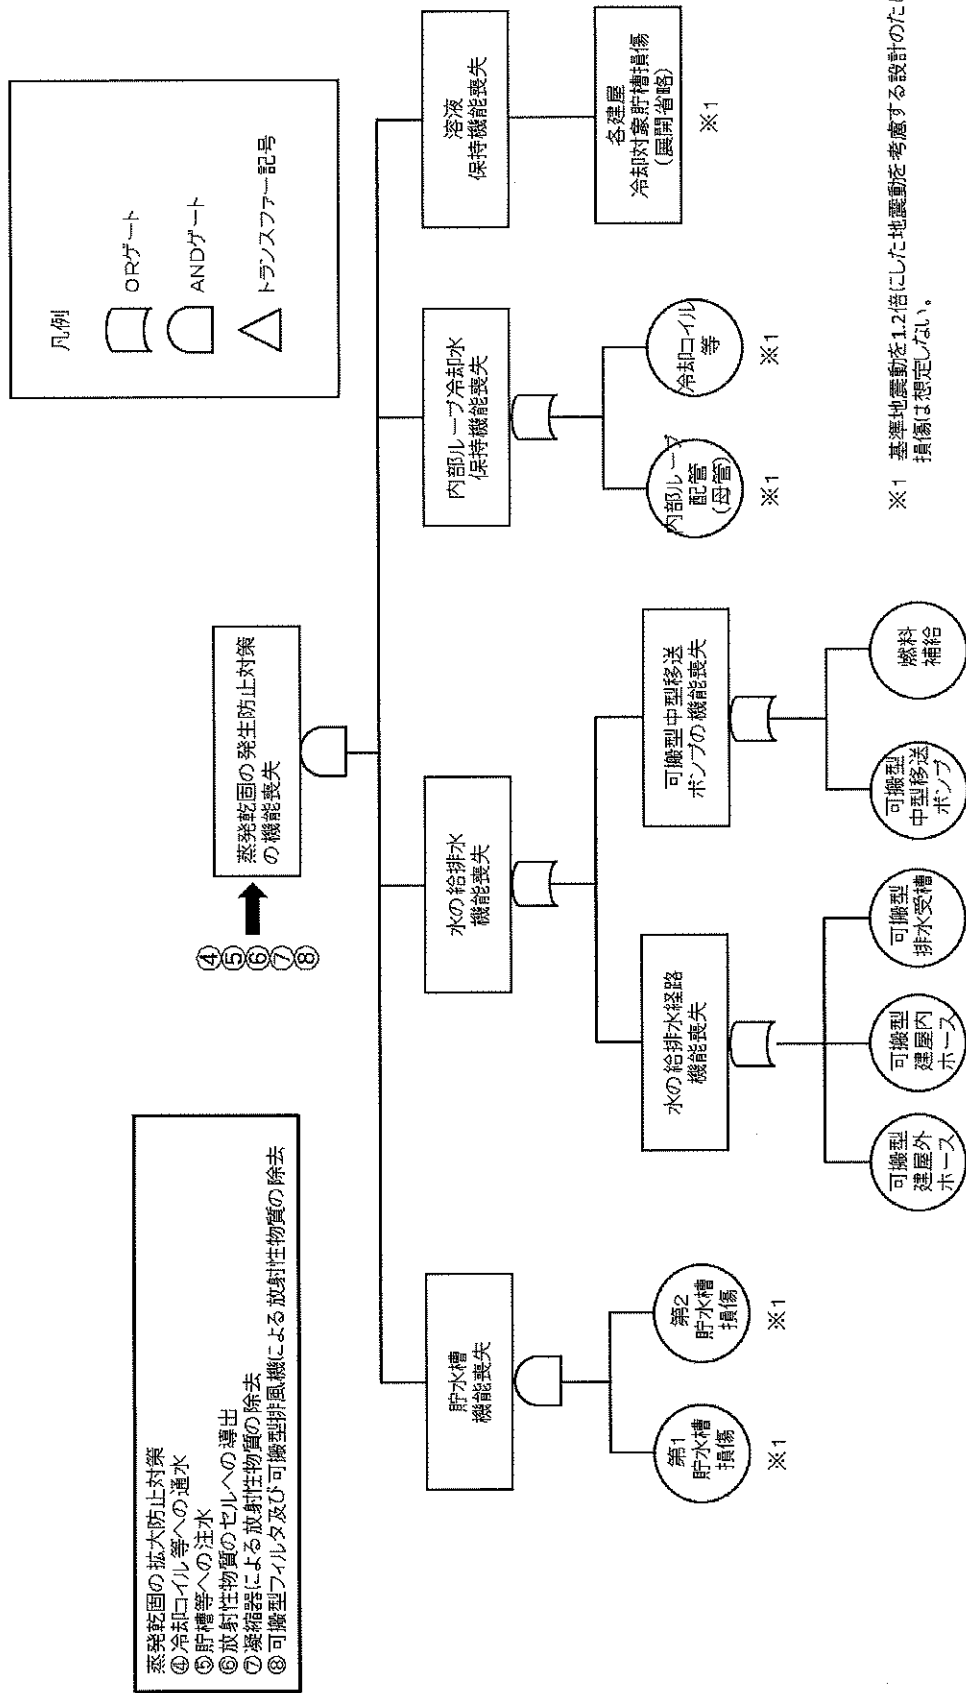 蒸発乾固の拡大防止対策
④冷却コイル等への通水
⑤貯槽等への注水
⑥放射性物質のセルへの導出
⑦凝縮器による放射性物質の除去
⑧可搬型フィルタ及び可搬型排風機による放射性物質の除去
④
⑤
⑥
⑦
⑧
蒸発乾固の発生防止対策
の機能喪失
凡例
ORゲート
ANDゲート
トランスファー記号
貯水槽
機能喪失
水の給排水
機能喪失
内部ループ冷却水
保持機能喪失
溶液
保持機能喪失
第1
貯水槽
損傷
※1
第2
貯水槽
損傷
※1
水の給排水経路
機能喪失
可搬型中型移送
ポンプの機能喪失
内部ループ
配管
(母管)
※1
冷却コイル
等
※1
各建屋
冷却対象貯槽損傷
(展開省略)
※1
可搬型
建屋外
ホース
可搬型
建屋内
ホース
可搬型
排水受槽
可搬型
中型移送
ポンプ
燃料
補給
※1 基準地震動を1.2倍にした地震動を考慮する設計のため
損傷は想定しない。